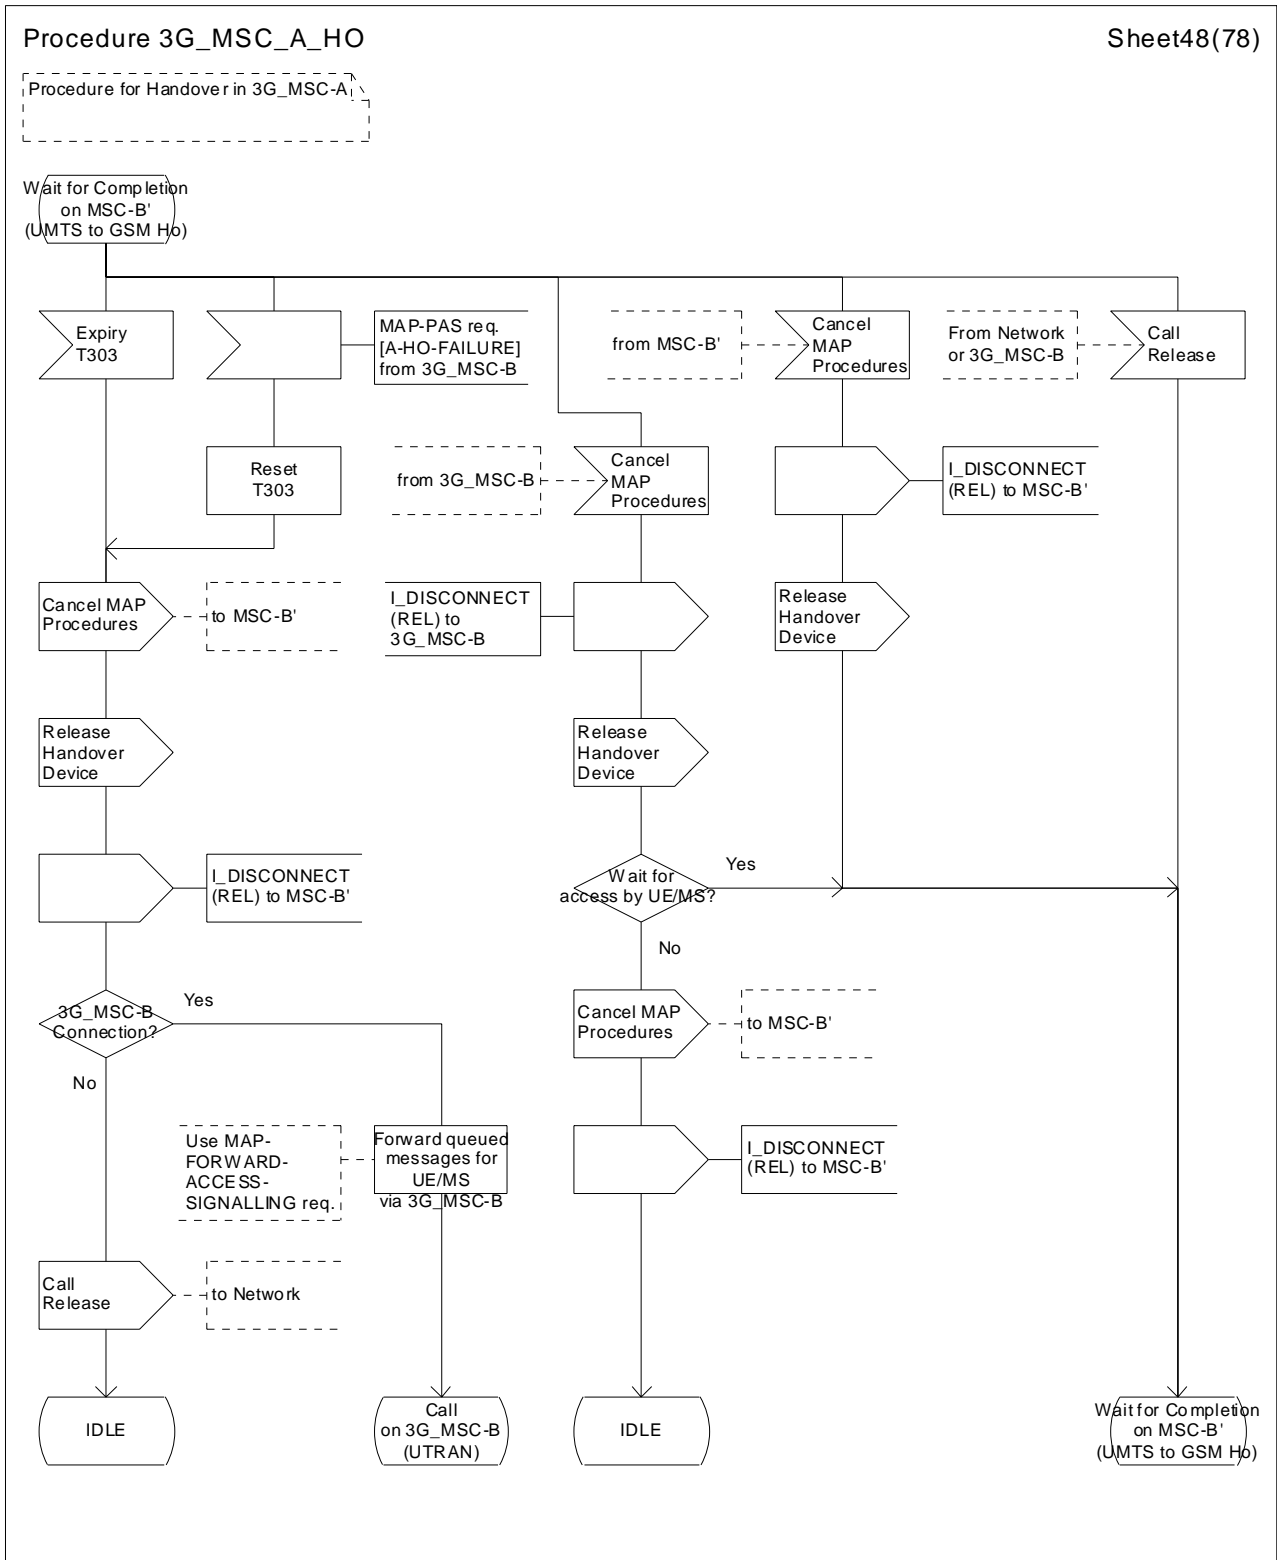 Procedure 3G_MSC_A_HO
Sheet48(78)
Procedure for Handover in 3G_MSC-A
Wait for Completion
on MSC-B'
(UMTS to GSM Ho)
Expiry
T303
MAP-PAS req.
[A-HO-FAILURE]
from 3G_MSC-B
from MSC-B'
Cancel
MAP
Procedures
From Network
or 3G_MSC-B
Call
Release
Reset
T303
from 3G_MSC-B
Cancel
MAP
Procedures
I_DISCONNECT
(REL) to MSC-B'
Cancel MAP
Procedures
to MSC-B'
I_DISCONNECT
(REL) to
3G_MSC-B
Release
Handover
Device
Release
Handover
Device
Release
Handover
Device
I_DISCONNECT
(REL) to MSC-B'
Wait for
access by UE/MS?
Yes
No
3G_MSC-B
Connection?
Yes
No
Cancel MAP
Procedures
to MSC-B'
Use MAP-
FORWARD-
ACCESS-
SIGNALLING req.
Forward queued
messages for
UE/MS
via 3G_MSC-B
I_DISCONNECT
(REL) to MSC-B'
Call
Release
to Network
IDLE
Call
on 3G_MSC-B
(UTRAN)
IDLE
Wait for Completion
on MSC-B'
(UMTS to GSM Ho)